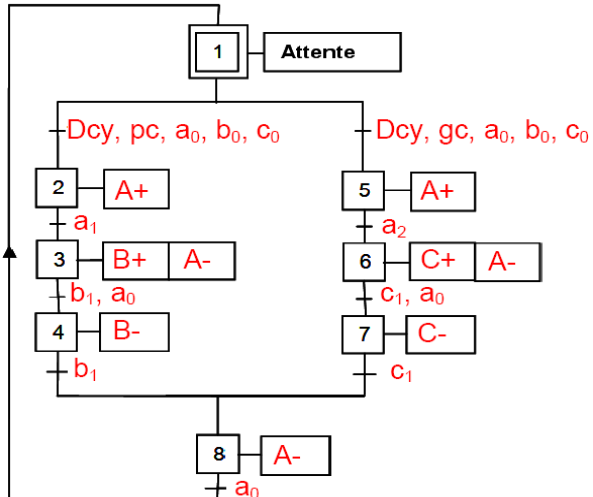 1 Attente
Dcy, pc, a₀, b₀, c₀ Dcy, gc, a₀, b₀, c₀
2 A+ 5 A+
a₁ a₂
3 B+ A- 6 C+ A-
b₁, a₀ c₁, a₀
4 B- 7 C-
b₁ c₁
8 A-
a₀